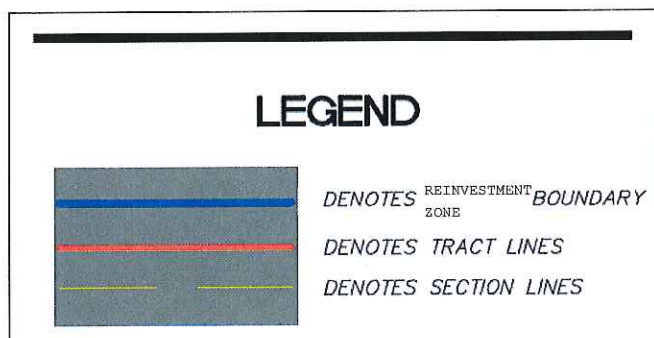 LEGEND
DENOTES REINVESTMENT ZONE BOUNDARY
DENOTES TRACT LINES
DENOTES SECTION LINES